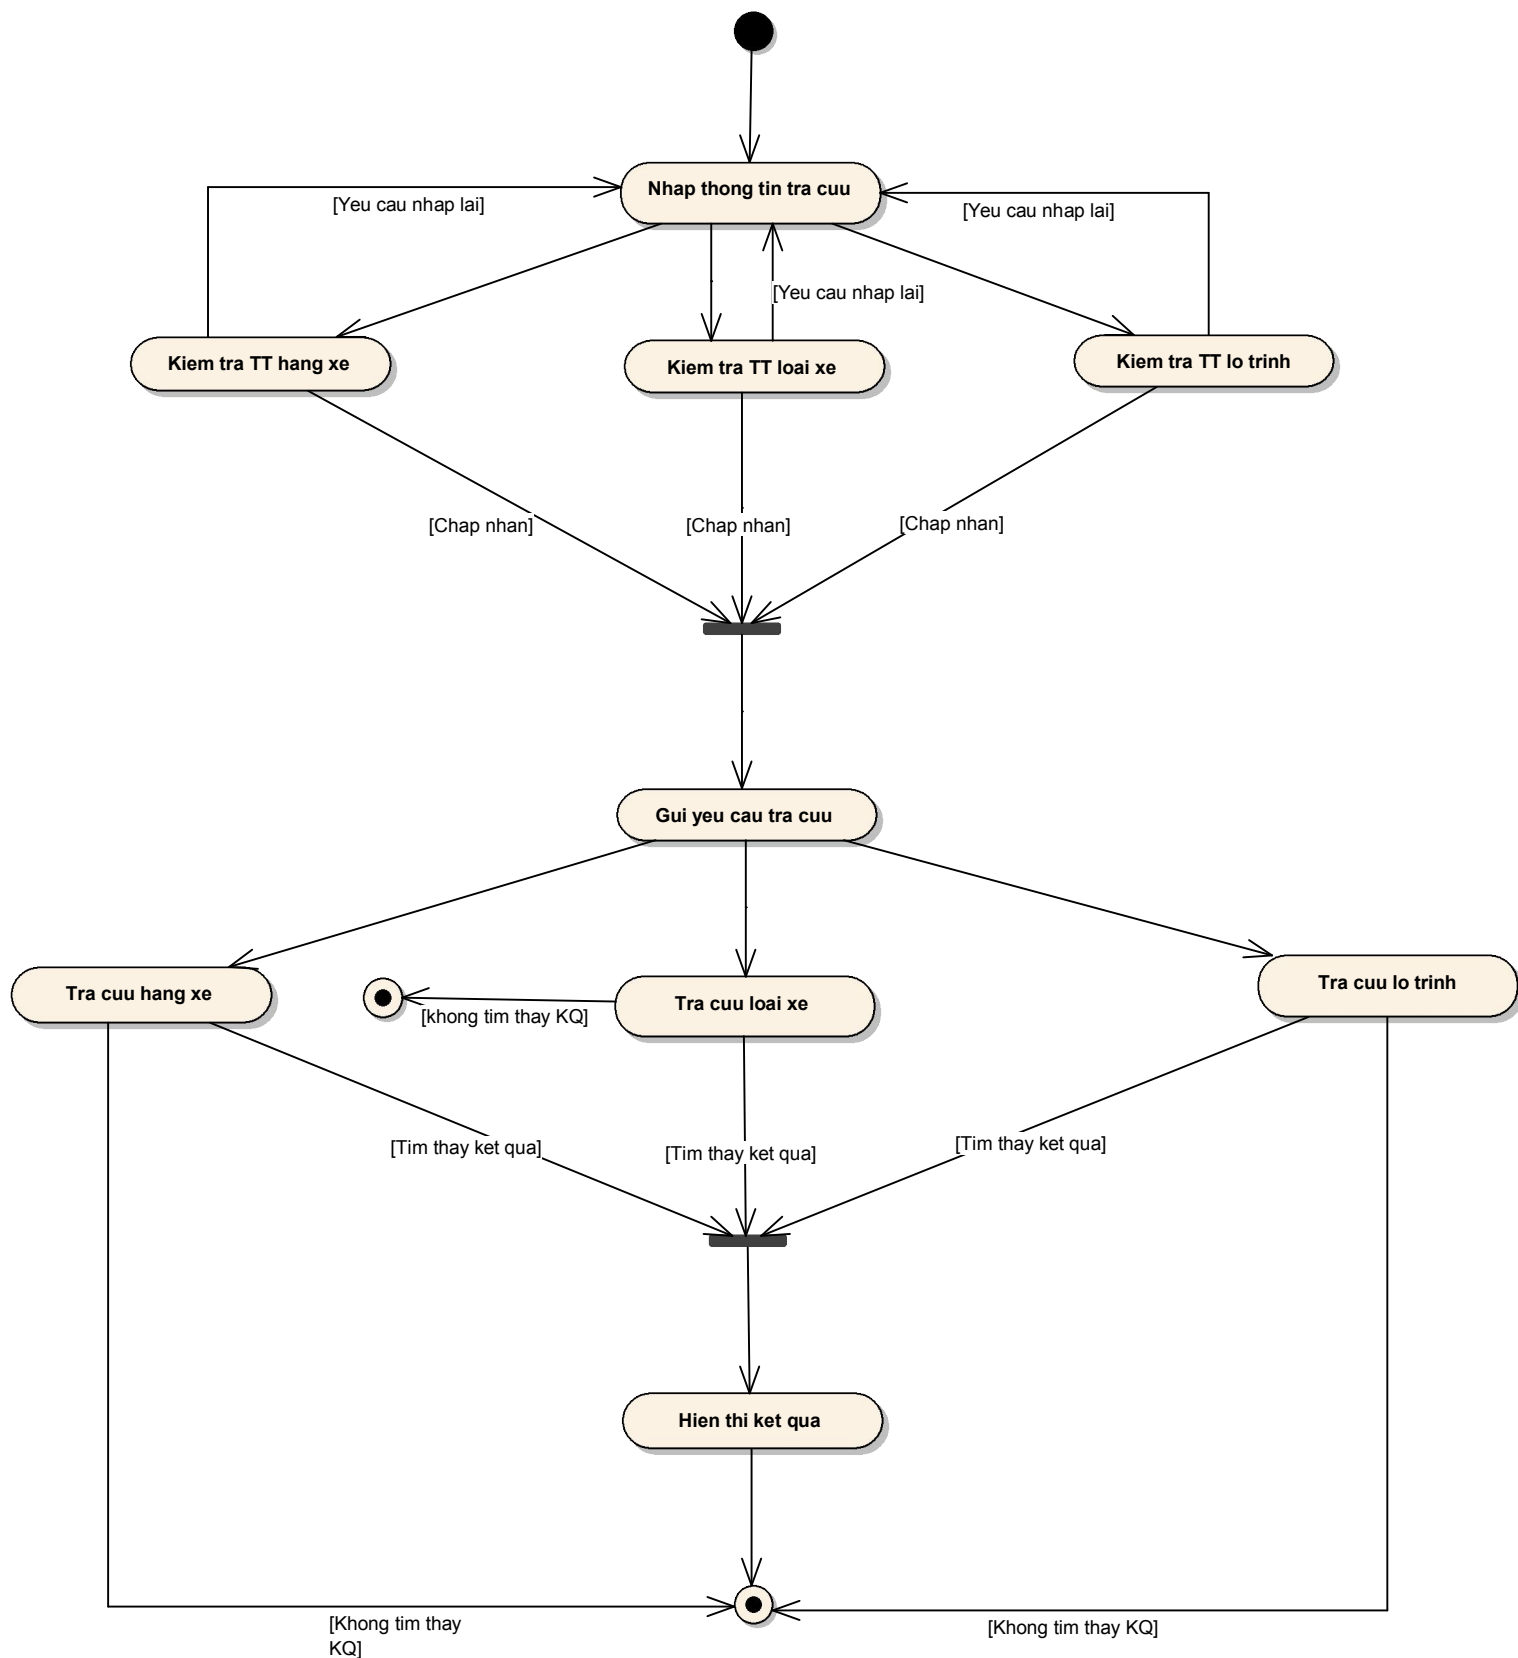 Nhap thong tin tra cuu
[Yeu cau nhap lai]
[Yeu cau nhap lai]
[Yeu cau nhap lai]
Kiem tra TT hang xe
Kiem tra TT loai xe
Kiem tra TT lo trinh
[Chap nhan]
[Chap nhan]
[Chap nhan]
Gui yeu cau tra cuu
Tra cuu hang xe
Tra cuu loai xe
Tra cuu lo trinh
[khong tim thay KQ]
[Tim thay ket qua]
[Tim thay ket qua]
[Tim thay ket qua]
Hien thi ket qua
[Khong tim thay
KQ]
[Khong tim thay KQ]